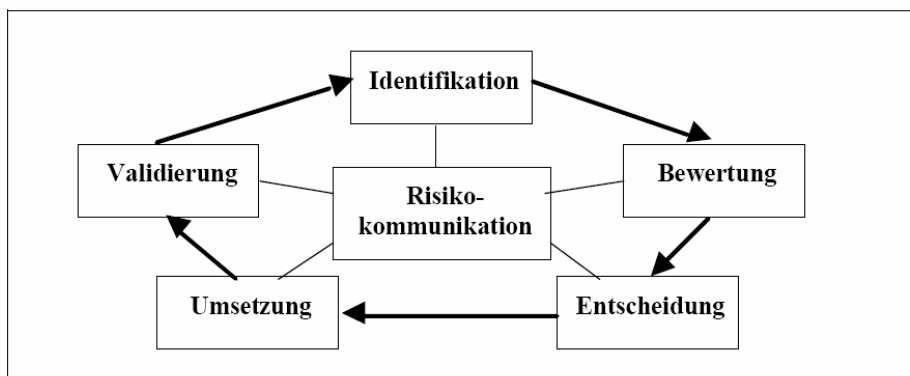 Identifikation
Validierung
Bewertung
Risiko-
kommunikation
Umsetzung
Entscheidung